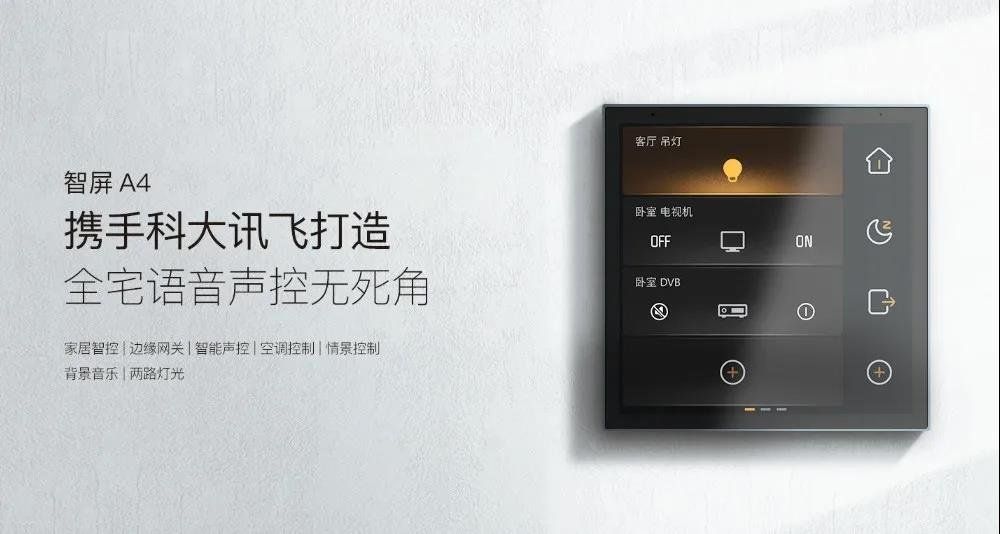 智屏 A4
携手科大讯飞打造
全宅语音声控无死角
家居智控 | 边缘网关 | 智能声控 | 空调控制 | 情景控制
背景音乐 | 两路灯光
客厅 吊灯
卧室 电视机
OFF
ON
卧室 DVB